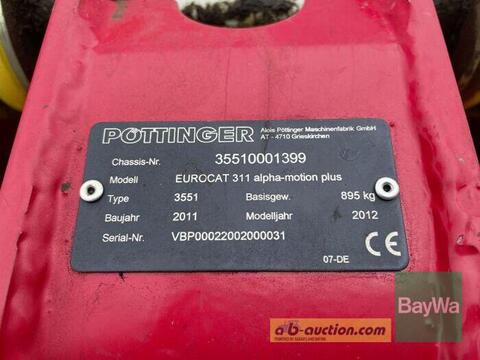 PÖTTINGER
Alois Pöttinger Maschinenfabrik GmbH
AT - 4710 Grieskirchen
Chassis-Nr. 35510001399
Modell EUROCAT 311 alpha-motion plus
Type 3551 Basisgew. 895 kg
Baujahr 2011 Modelljahr 2012
Serial-Nr. VBP00022002000031
CE
07-DE
BayWa
ab-auction.com